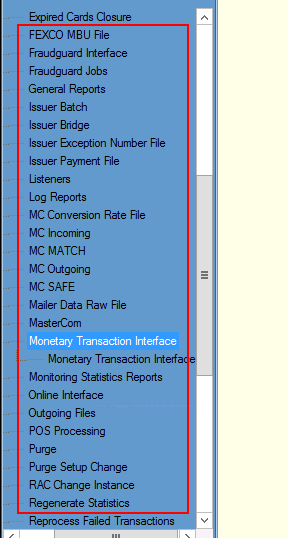 Expired Cards Closure
FEXCO MBU File
Fraudguard Interface
Fraudguard Jobs
General Reports
Issuer Batch
Issuer Bridge
Issuer Exception Number File
Issuer Payment File
Listeners
Log Reports
MC Conversion Rate File
MC Incoming
MC MATCH
MC Outgoing
MC SAFE
Mailer Data Raw File
MasterCom
Monetary Transaction Interface
Monetary Transaction Interface
Monitoring Statistics Reports
Online Interface
Outgoing Files
POS Processing
Purge
Purge Setup Change
RAC Change Instance
Regenerate Statistics
Reprocess Failed Transactions